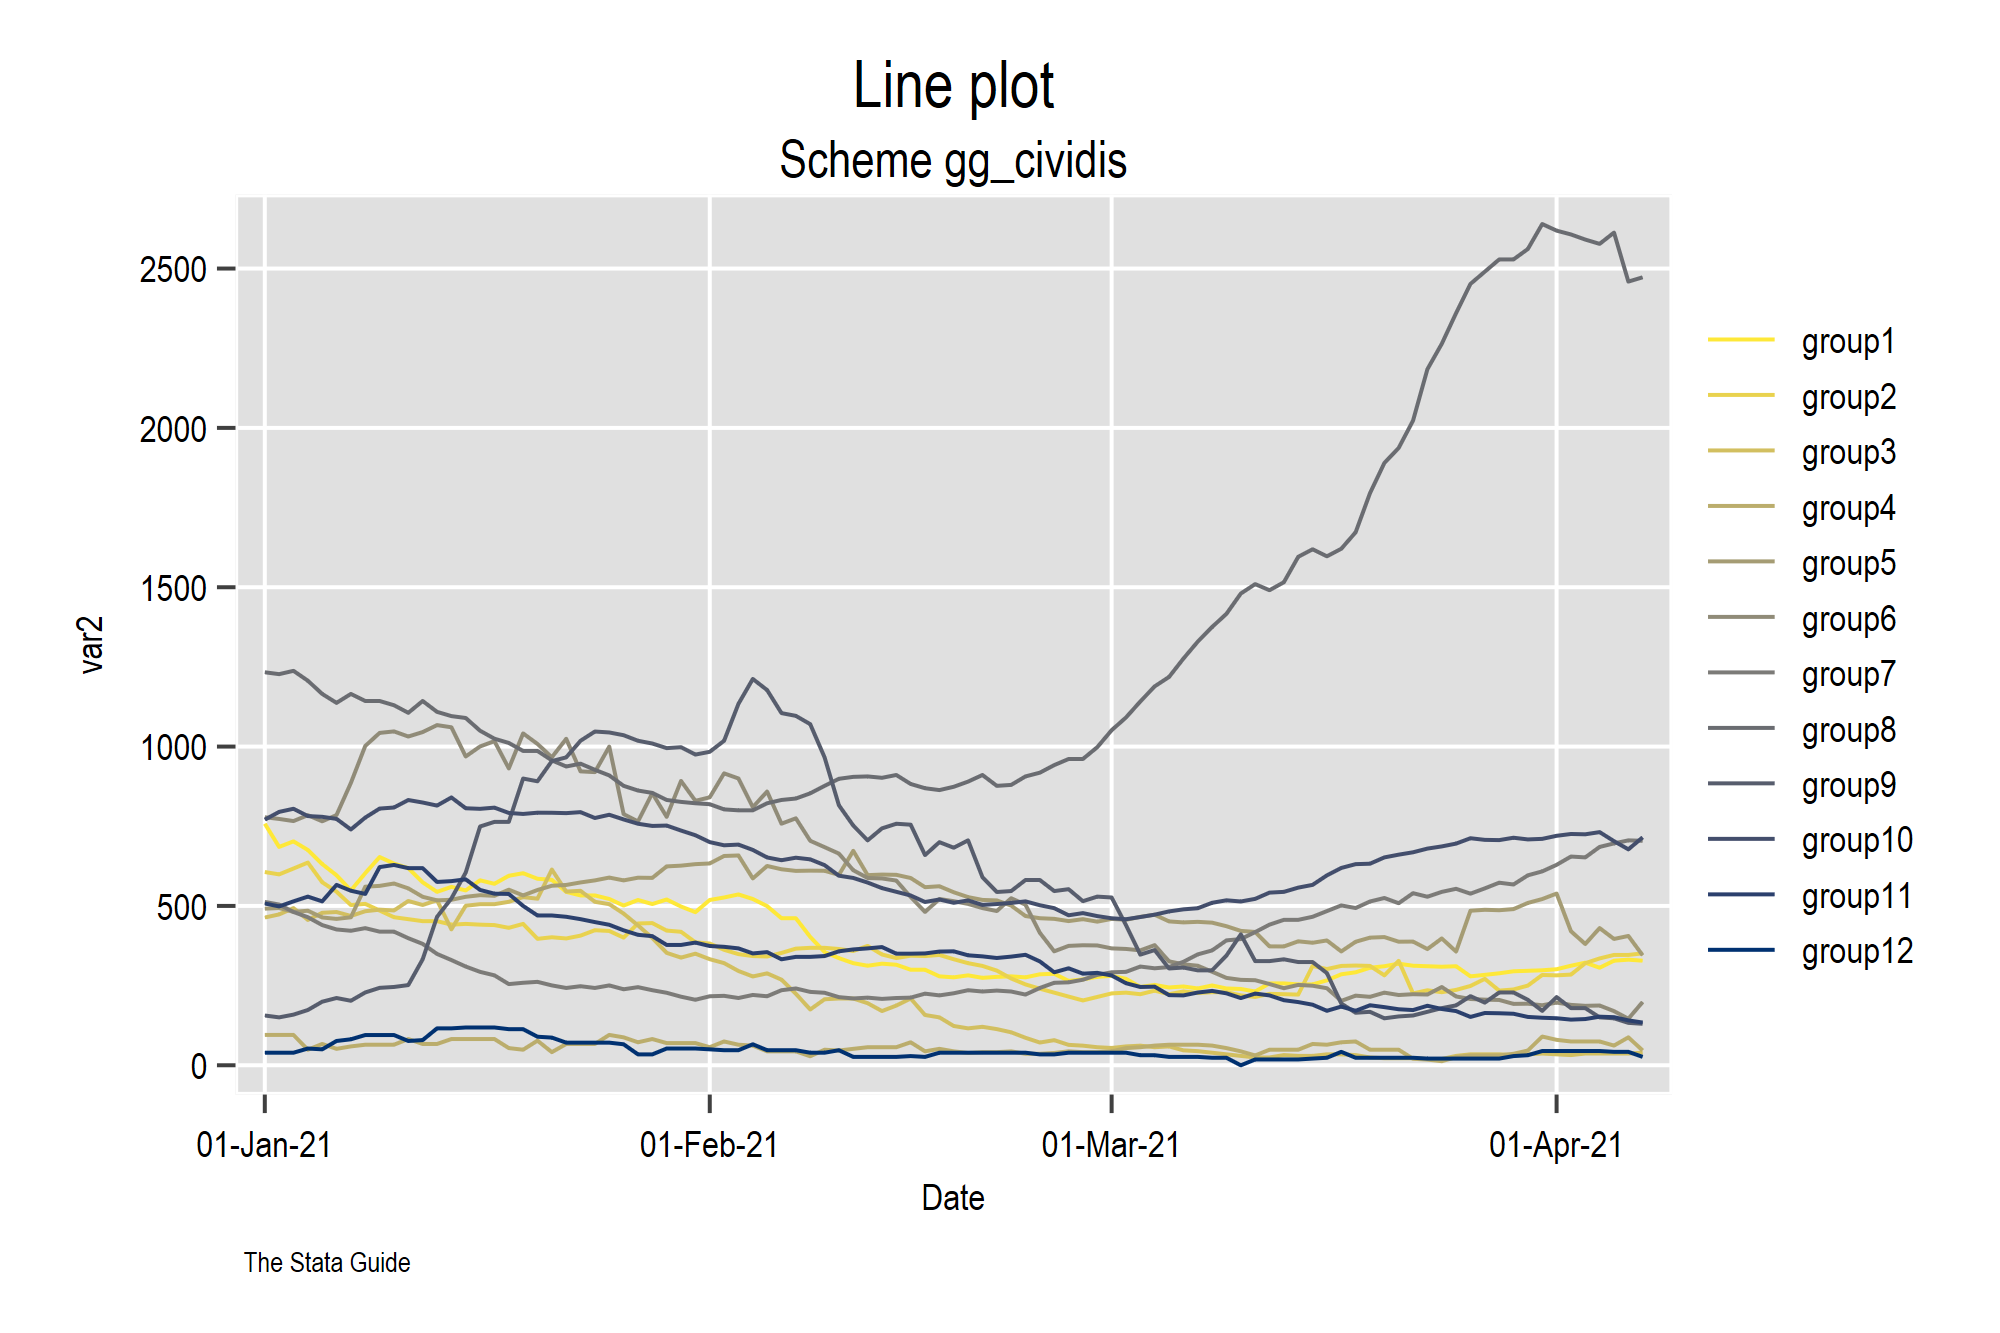 Line plot
Scheme gg_cividis
2500
2000
1500
1000
500
0
var2
01-Jan-21
01-Feb-21
01-Mar-21
01-Apr-21
Date
group1
group2
group3
group4
group5
group6
group7
group8
group9
group10
group11
group12
The Stata Guide